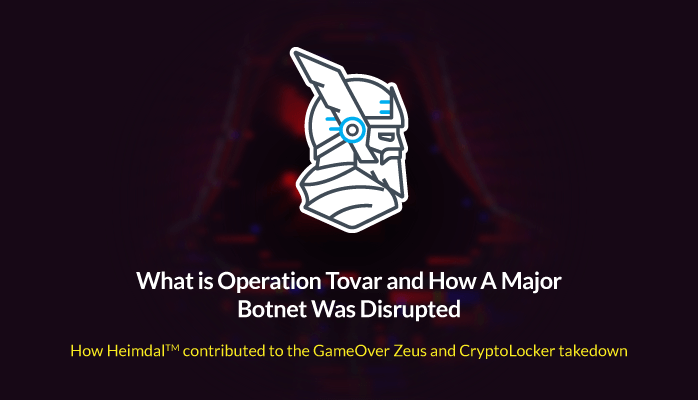 What is Operation Tovar and How A Major
Botnet Was Disrupted
How Heimdal™ contributed to the GameOver Zeus and CryptoLocker takedown